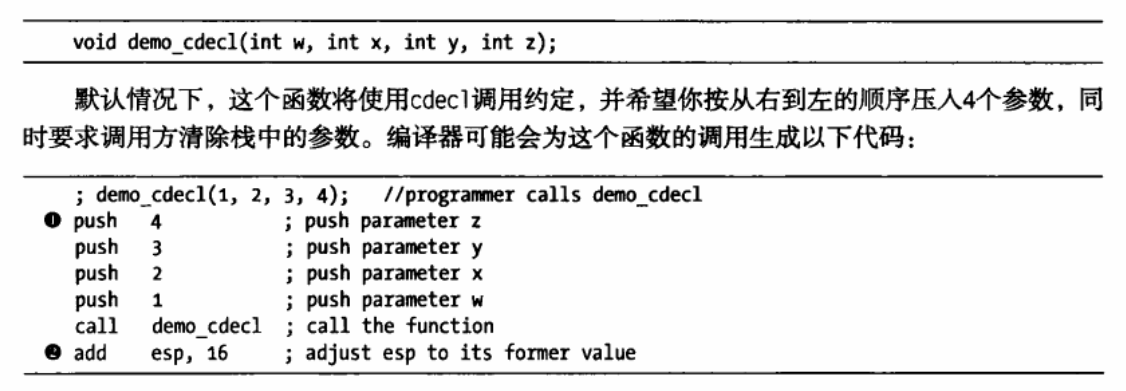 void demo_cdecl(int w, int x, int y, int z);
默认情况下，这个函数将使用cdecl调用约定，并希望你按从右到左的顺序压入4个参数，同
时要求调用方清除栈中的参数。编译器可能会为这个函数的调用生成以下代码：
; demo_cdecl(1, 2, 3, 4);   //programmer calls demo_cdecl
❶ push   4            ; push parameter z
push   3            ; push parameter y
push   2            ; push parameter x
push   1            ; push parameter w
call   demo_cdecl  ; call the function
❷ add    esp, 16      ; adjust esp to its former value